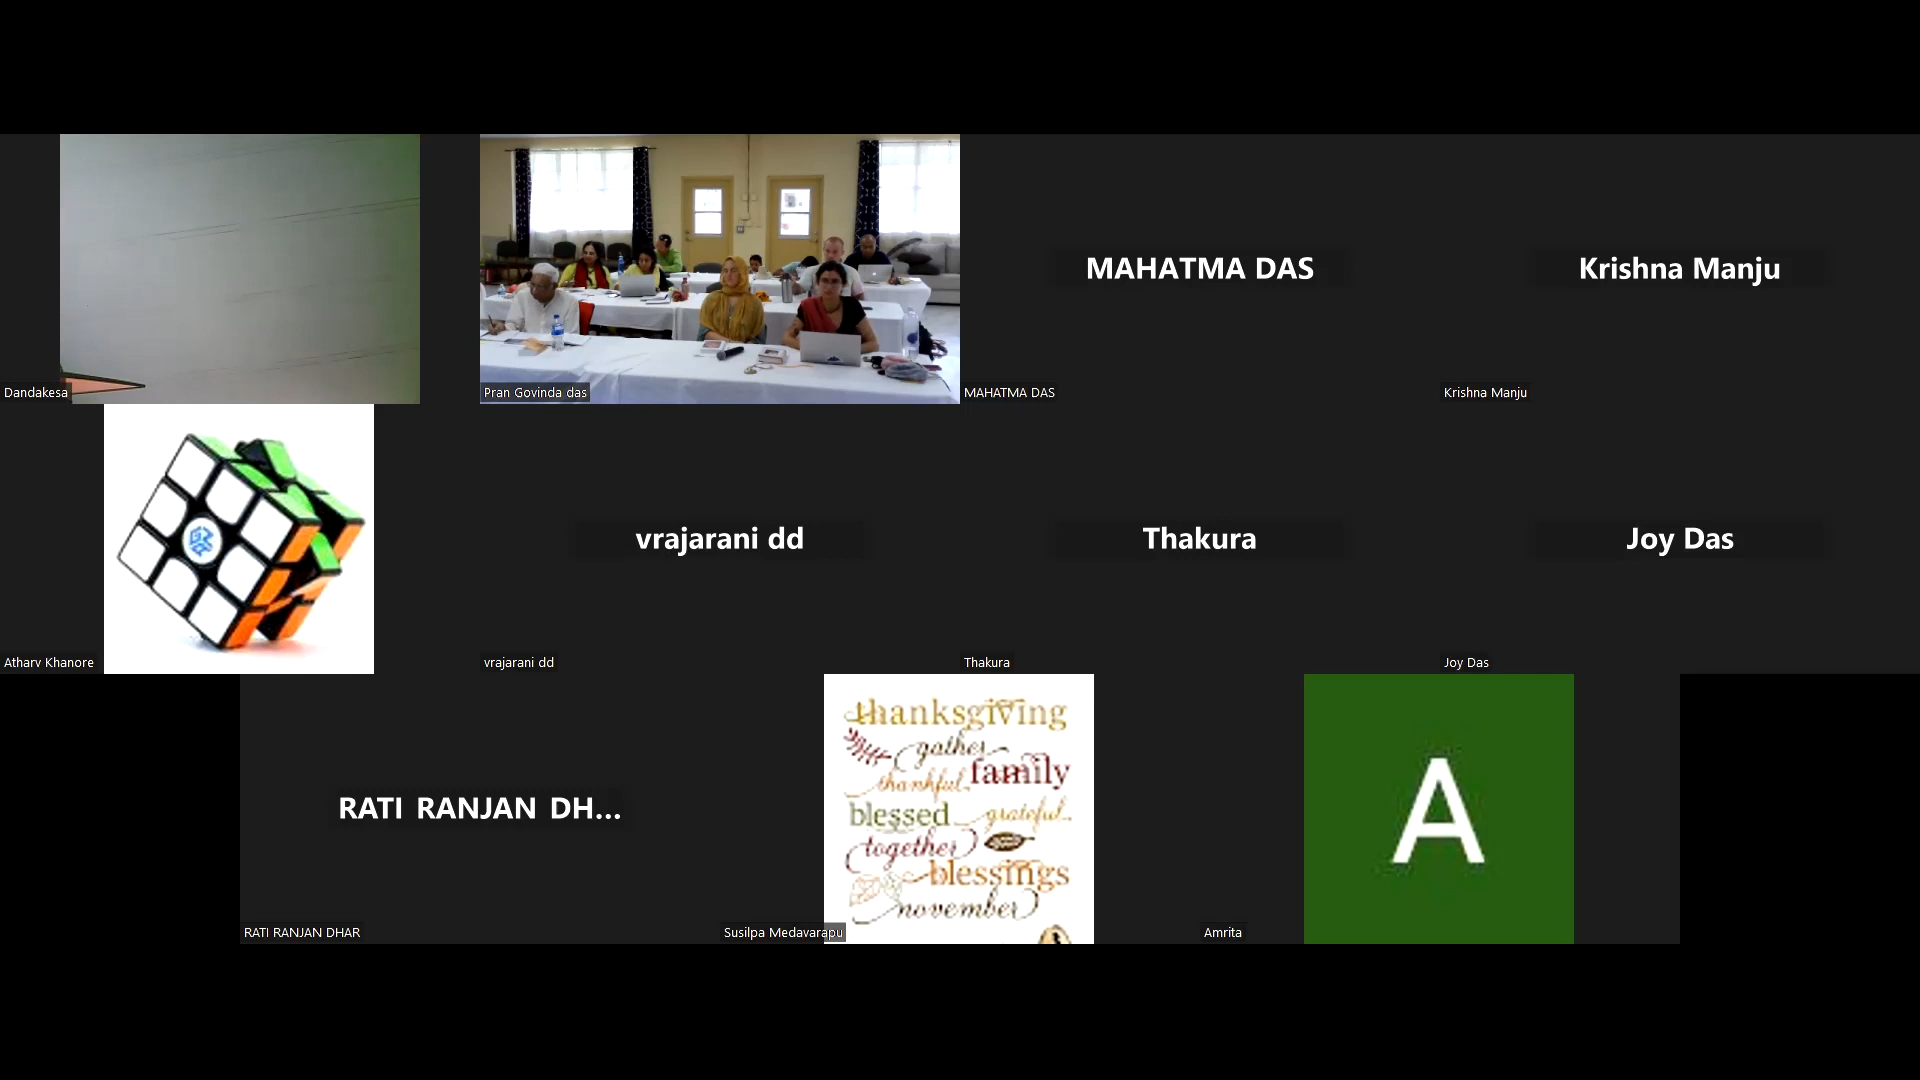 MAHATMA DAS
Krishna Manju
Dandakesa
Pran Govinda das
MAHATMA DAS
Krishna Manju
vrajarani dd
Thakura
Joy Das
Atharv Khanore
vrajarani dd
Thakura
Joy Das
RATI RANJAN DH...
thanksgiving
gather
thankful family
blessed grateful
together
blessings
november
A
RATI RANJAN DHAR
Susilpa Medavarapu
Amrita